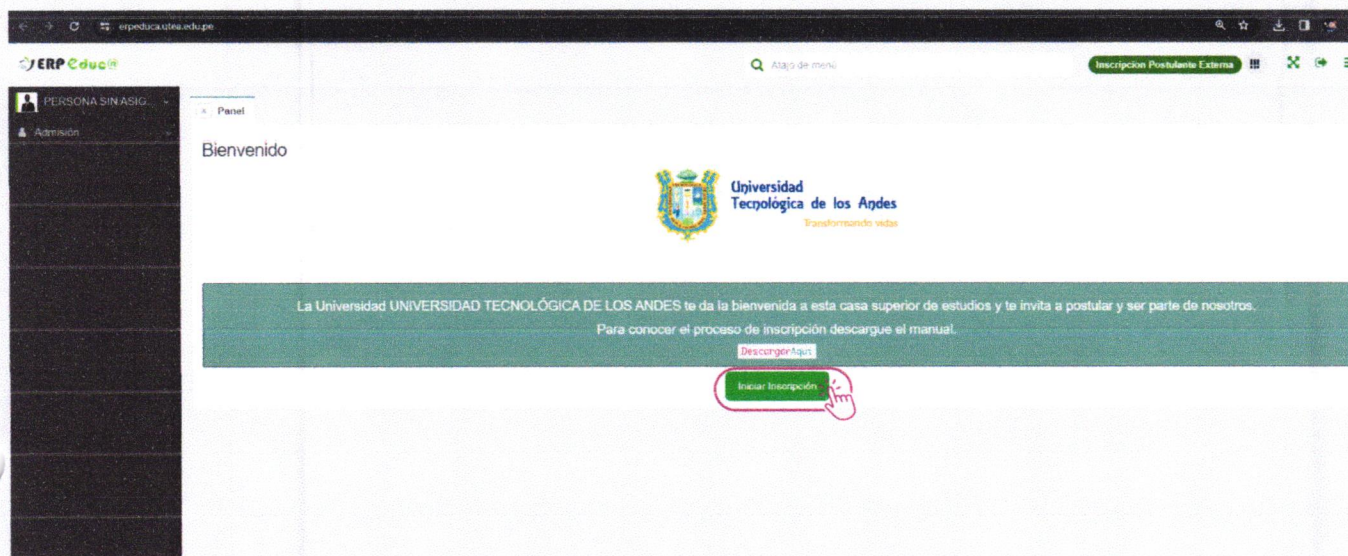 erpeduca.utea.edu.pe
ERP Educ@
Atajo de menú
Inscripcion Postulante Externa
PERSONA SIN ASIG...
Panel
Admisión
Bienvenido
Universidad
Tecnológica de los Andes
Transformando vidas
La Universidad UNIVERSIDAD TECNOLÓGICA DE LOS ANDES te da la bienvenida a esta casa superior de estudios y te invita a postular y ser parte de nosotros.
Para conocer el proceso de inscripción descargue el manual.
DescargarAqui
Iniciar Inscripción